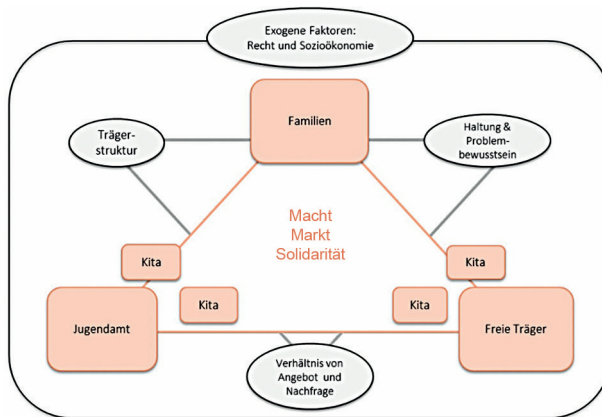 Exogene Faktoren:
Recht und Sozioökonomie
Familien
Träger-
struktur
Haltung &
Problem-
bewusstsein
Macht
Markt
Solidarität
Kita
Kita
Kita
Kita
Jugendamt
Freie Träger
Verhältnis von
Angebot und
Nachfrage